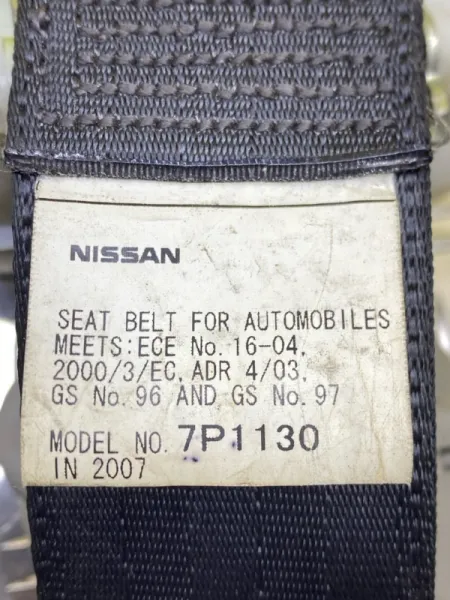 NISSAN
SEAT BELT FOR AUTOMOBILES
MEETS:ECE No.16-04,
2000/3/EC, ADR 4/03,
GS No.96 AND GS No.97
MODEL NO. 7P1130
IN 2007